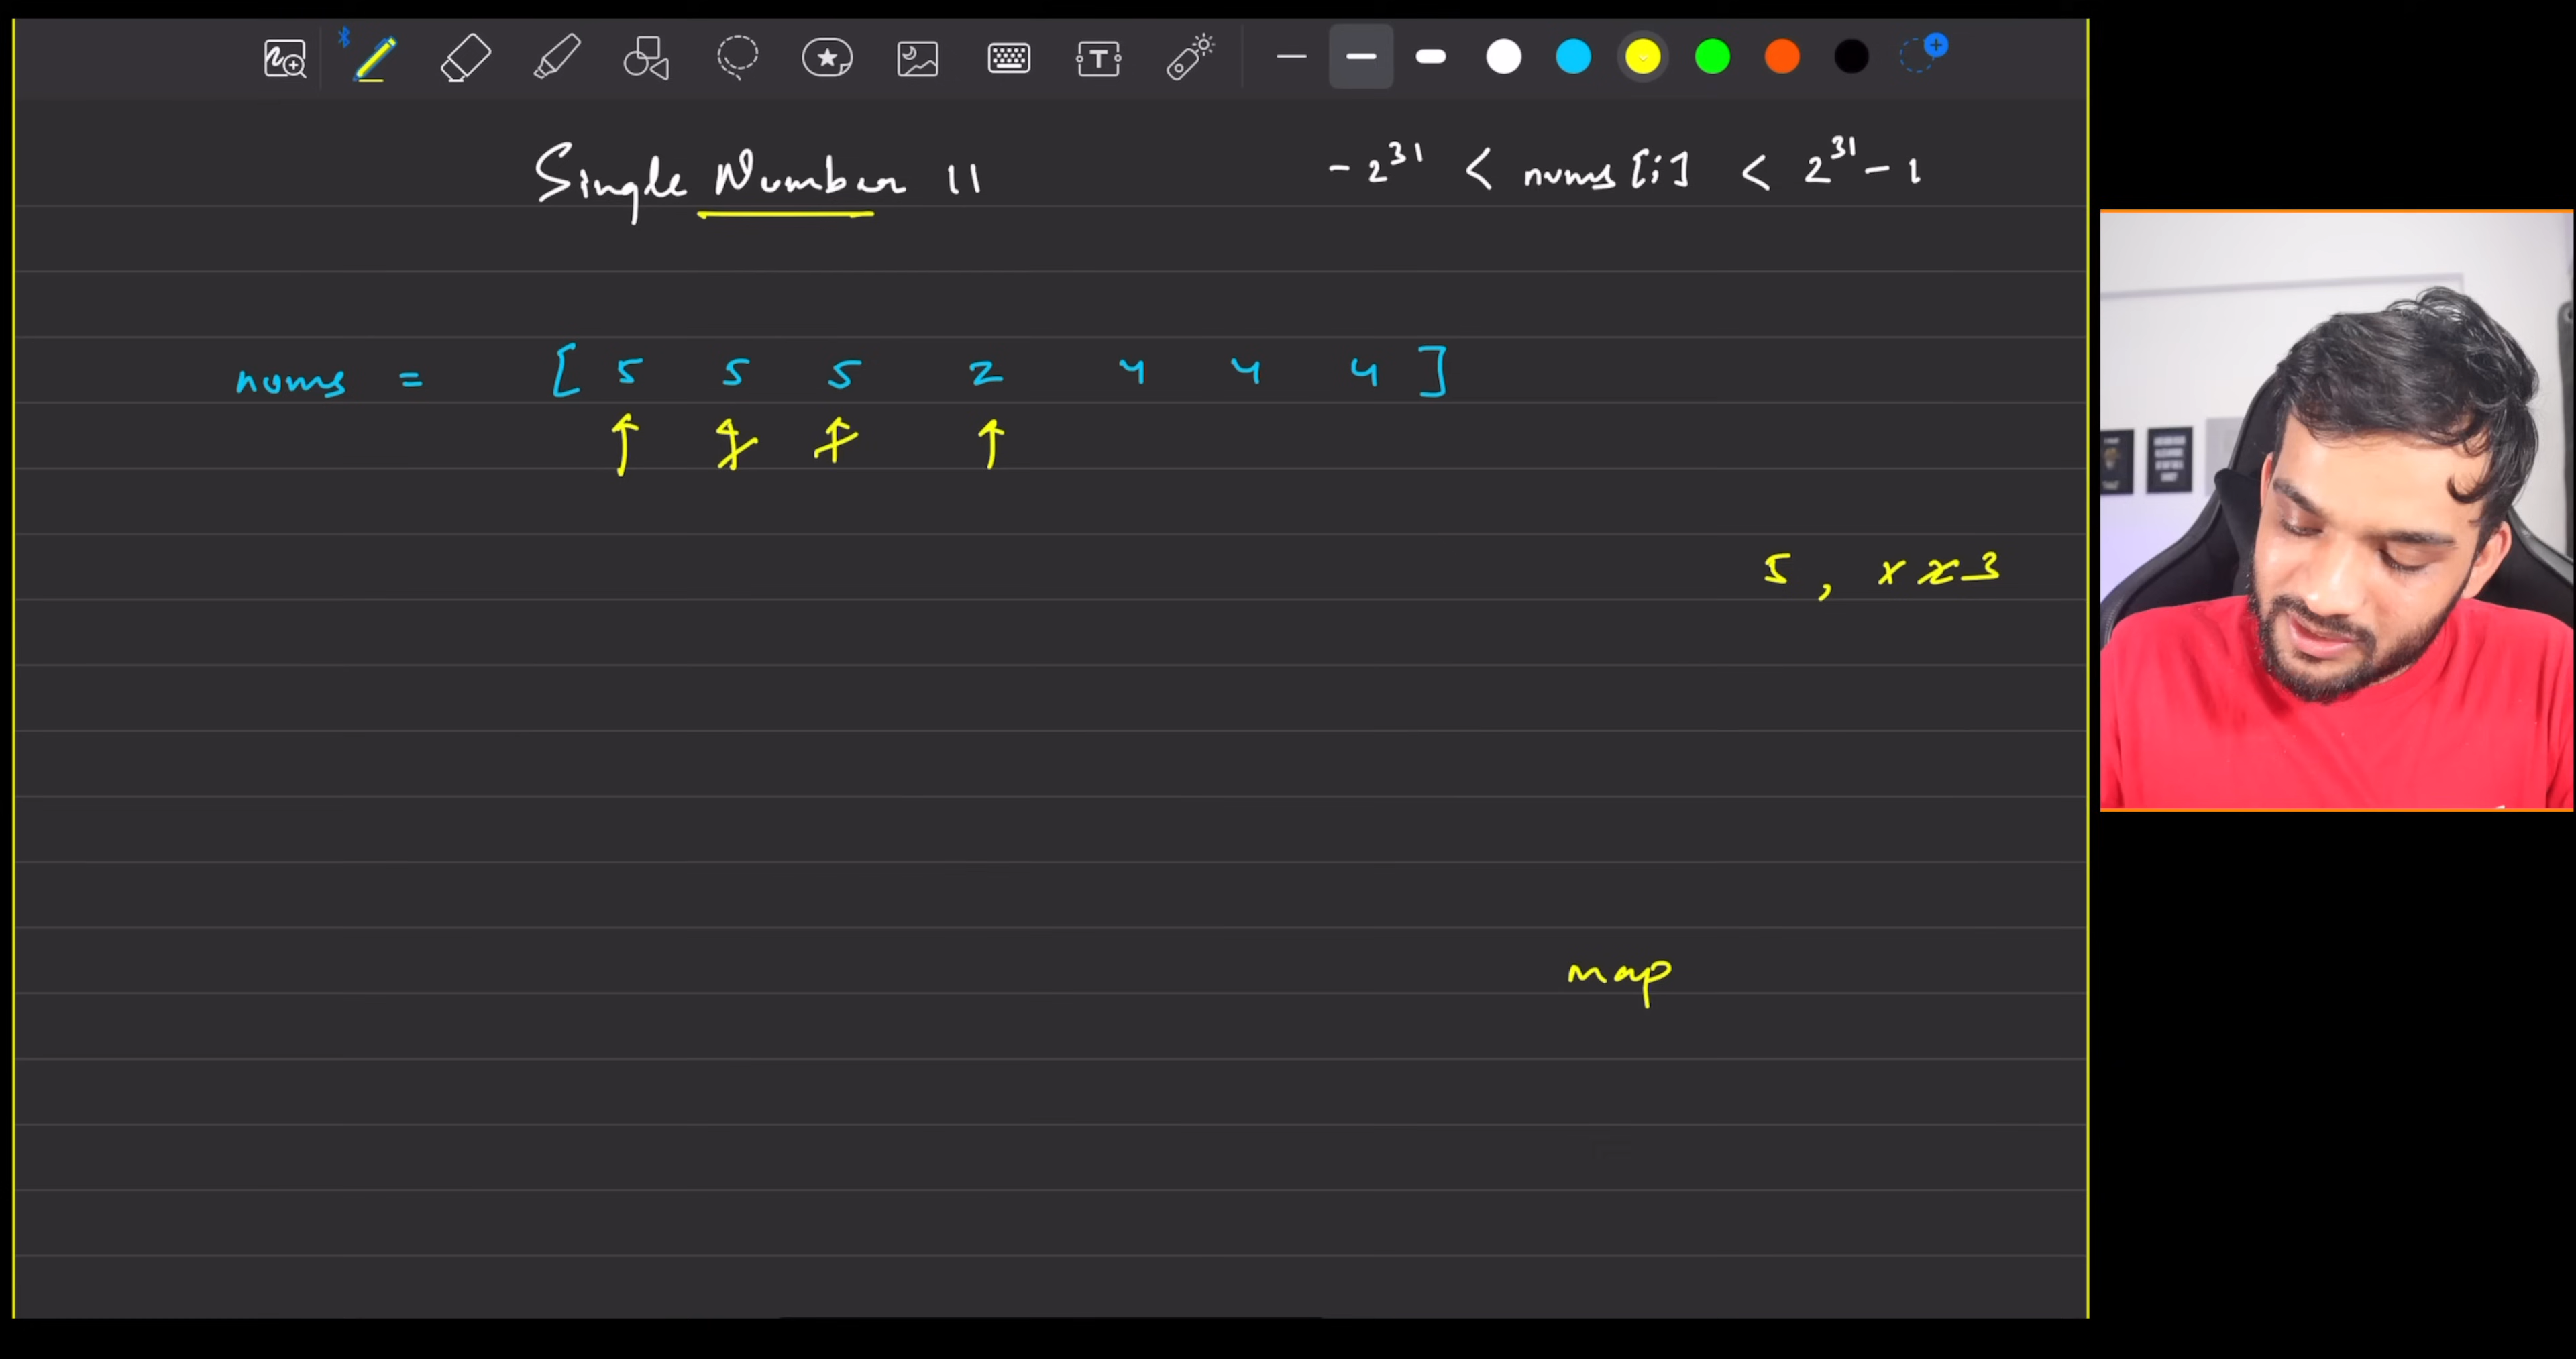 Single Number II
-2^31 < nums[i] < 2^31 - 1
nums = [ 5 5 5 2 4 4 4 ]
5, 3
map